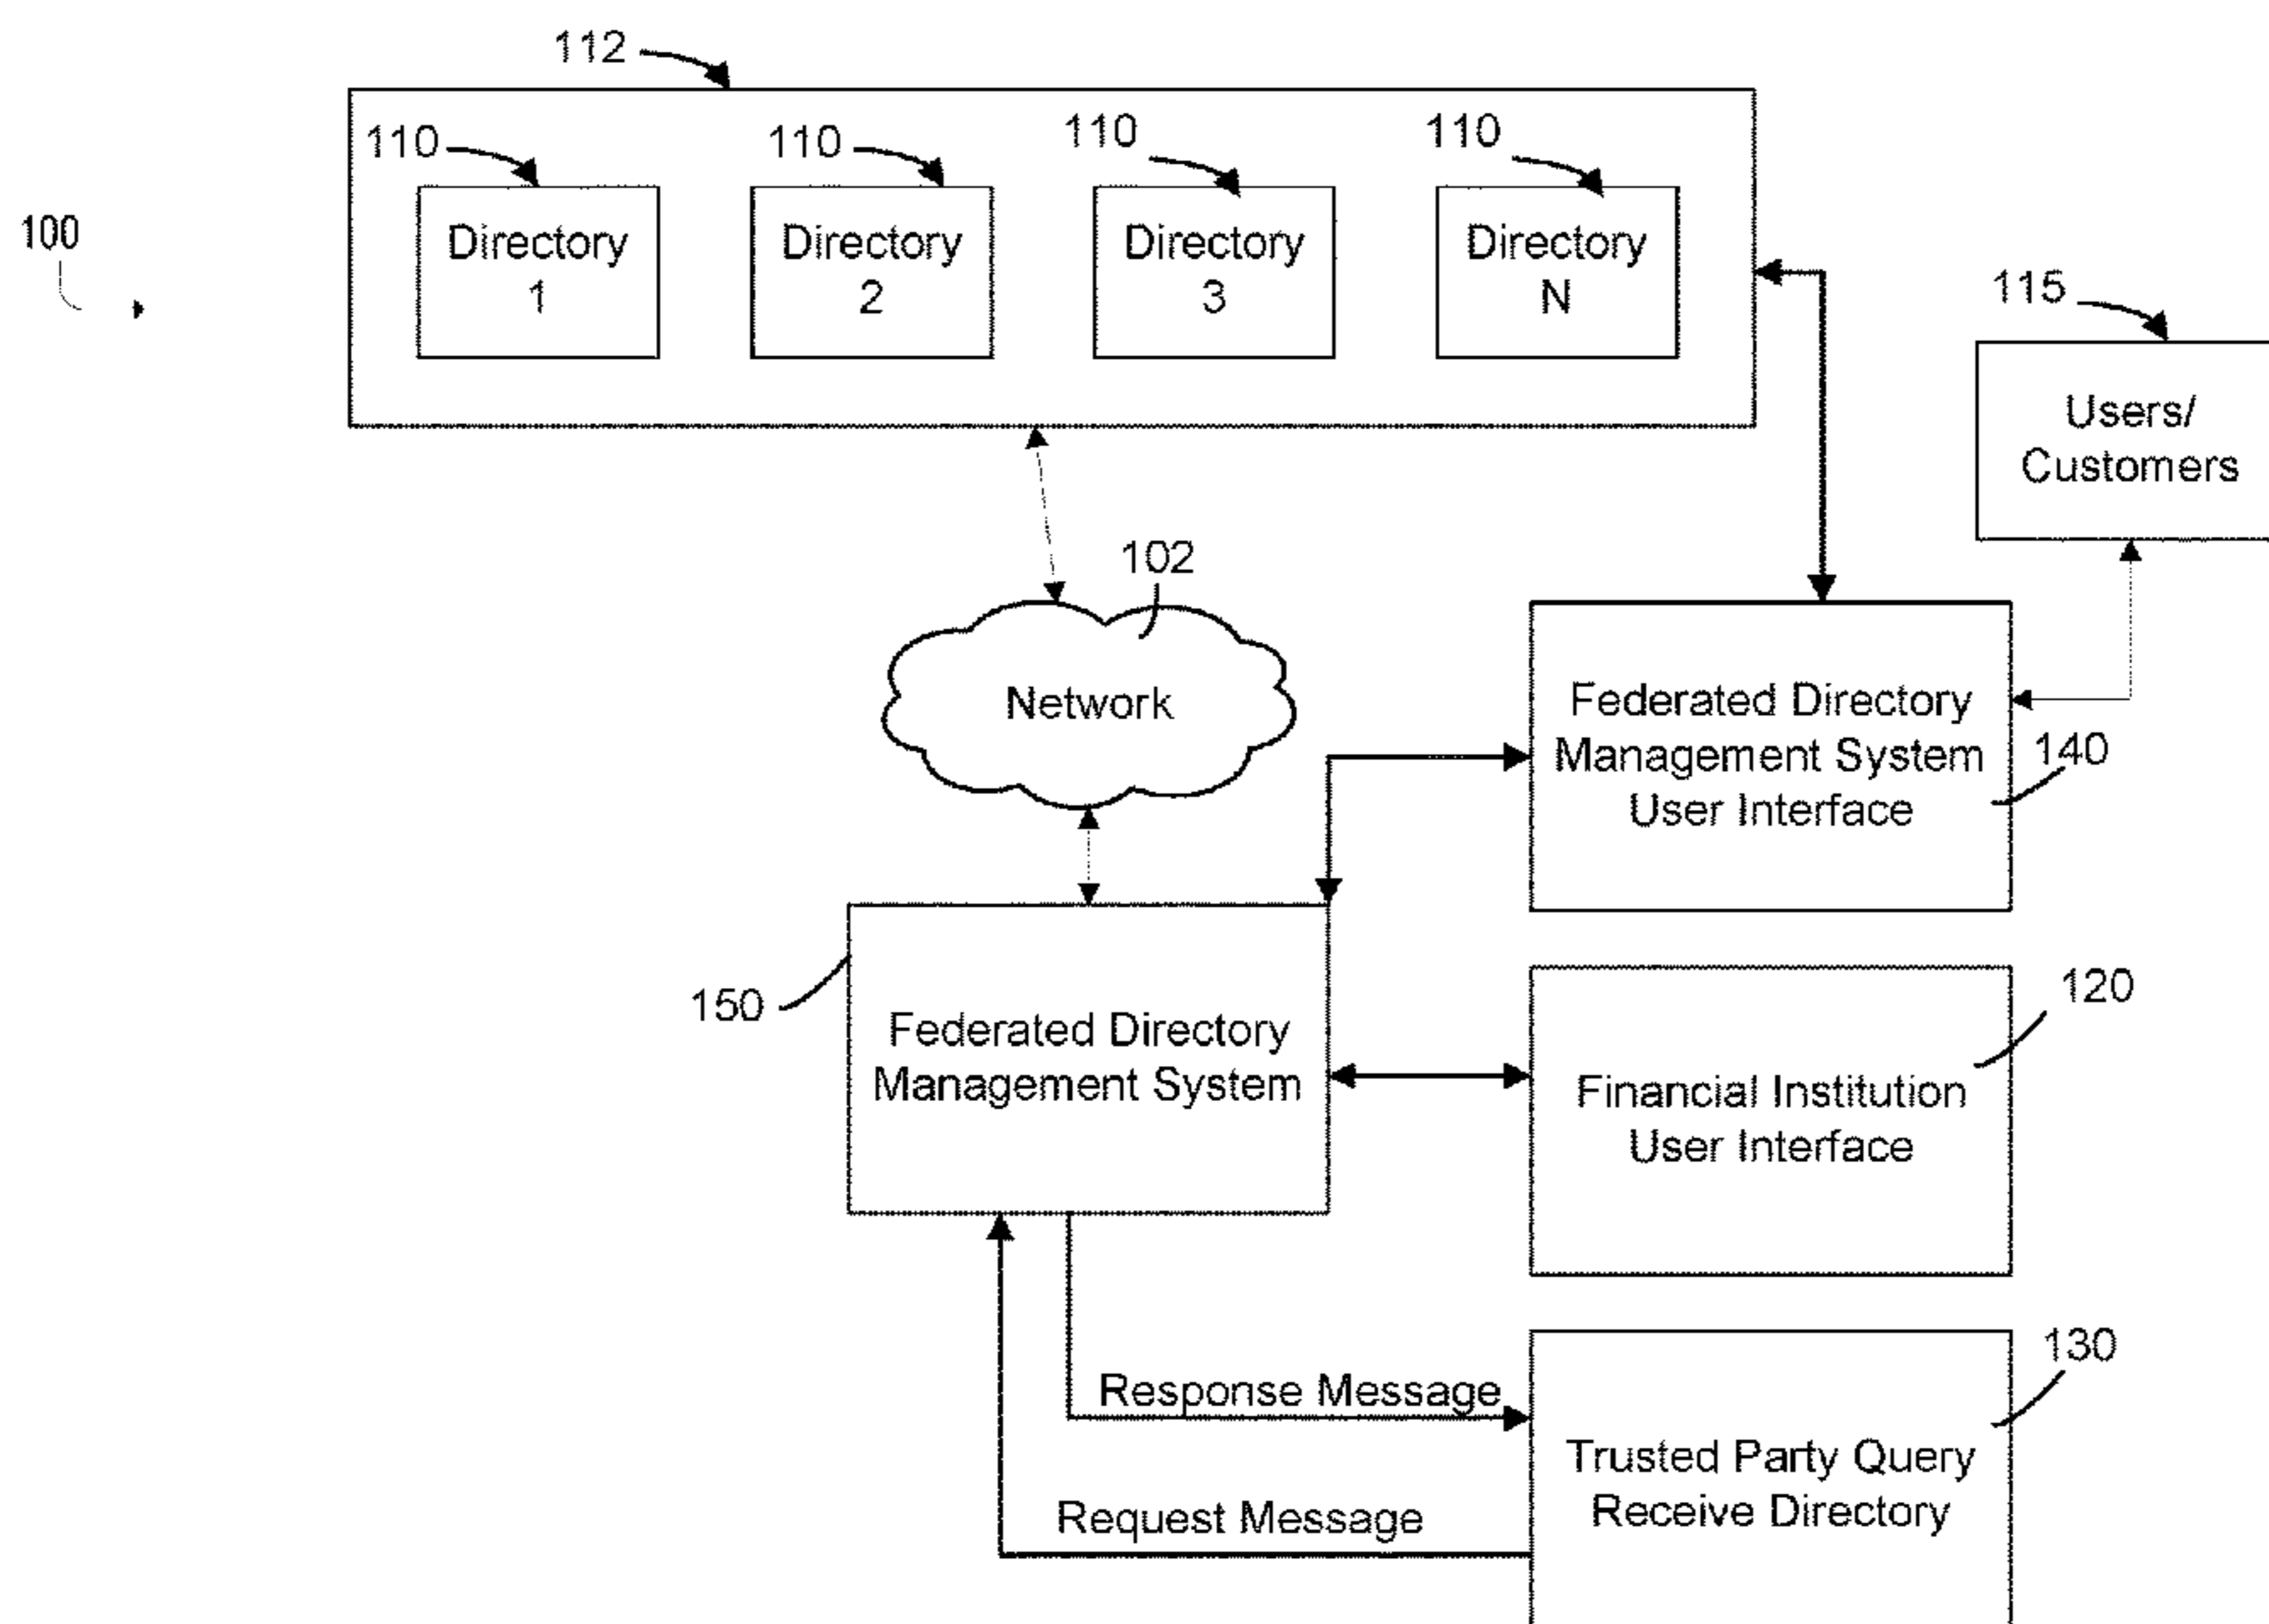 112
110
110
110
110
100
Directory
1
Directory
2
Directory
3
Directory
N
115
Users/
Customers
102
Network
Federated Directory
Management System
User Interface
140
150
Federated Directory
Management System
120
Financial Institution
User Interface
130
Response Message
Trusted Party Query
Receive Directory
Request Message